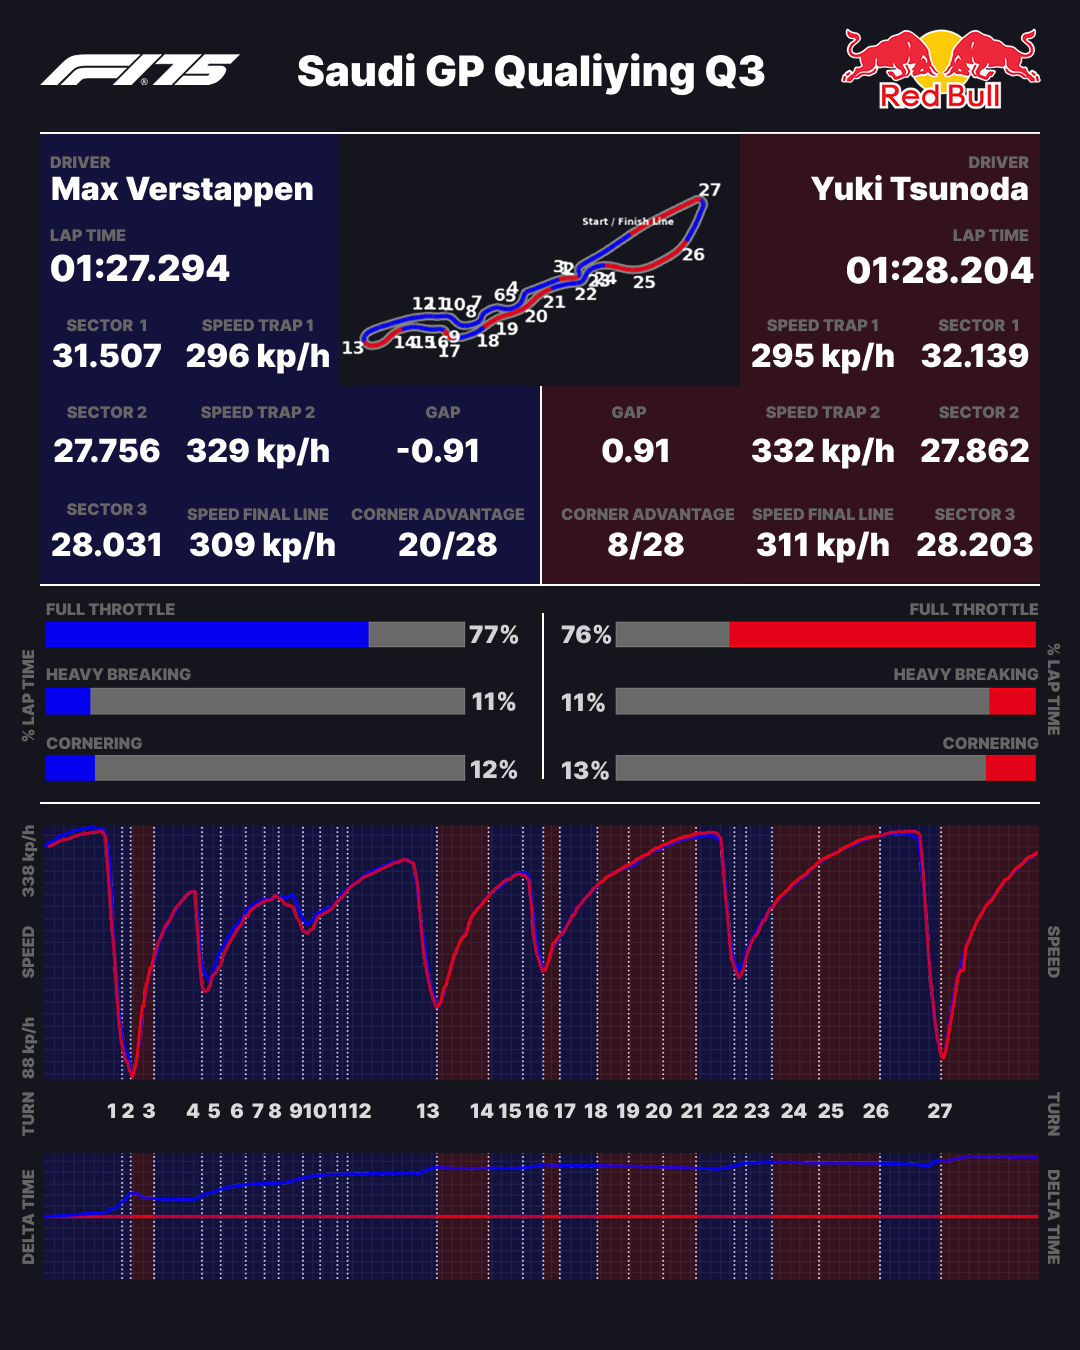 F1 75
®
Saudi GP Qualiying Q3
Red Bull
DRIVER
Max Verstappen
LAP TIME
01:27.294
SECTOR 1
SPEED TRAP 1
31.507
296 kp/h
27
Start / Finish Line
26
25
24
23
22
21
20
19
18
17
16
15
14
13
12
11
10
9
8
7
6
5
4
3
2
1
DRIVER
Yuki Tsunoda
LAP TIME
01:28.204
SPEED TRAP 1
SECTOR 1
295 kp/h
32.139
SECTOR 2
SPEED TRAP 2
GAP
27.756
329 kp/h
-0.91
GAP
SPEED TRAP 2
SECTOR 2
0.91
332 kp/h
27.862
SECTOR 3
SPEED FINAL LINE
CORNER ADVANTAGE
28.031
309 kp/h
20/28
CORNER ADVANTAGE
SPEED FINAL LINE
SECTOR 3
8/28
311 kp/h
28.203
% LAP TIME
FULL THROTTLE
77%
HEAVY BREAKING
11%
CORNERING
12%
FULL THROTTLE
76%
HEAVY BREAKING
11%
CORNERING
13%
% LAP TIME
338 kp/h
SPEED
88 kp/h
SPEED
TURN
1 2 3 4 5 6 7 8 9 10 11 12 13 14 15 16 17 18 19 20 21 22 23 24 25 26 27
TURN
DELTA TIME
DELTA TIME